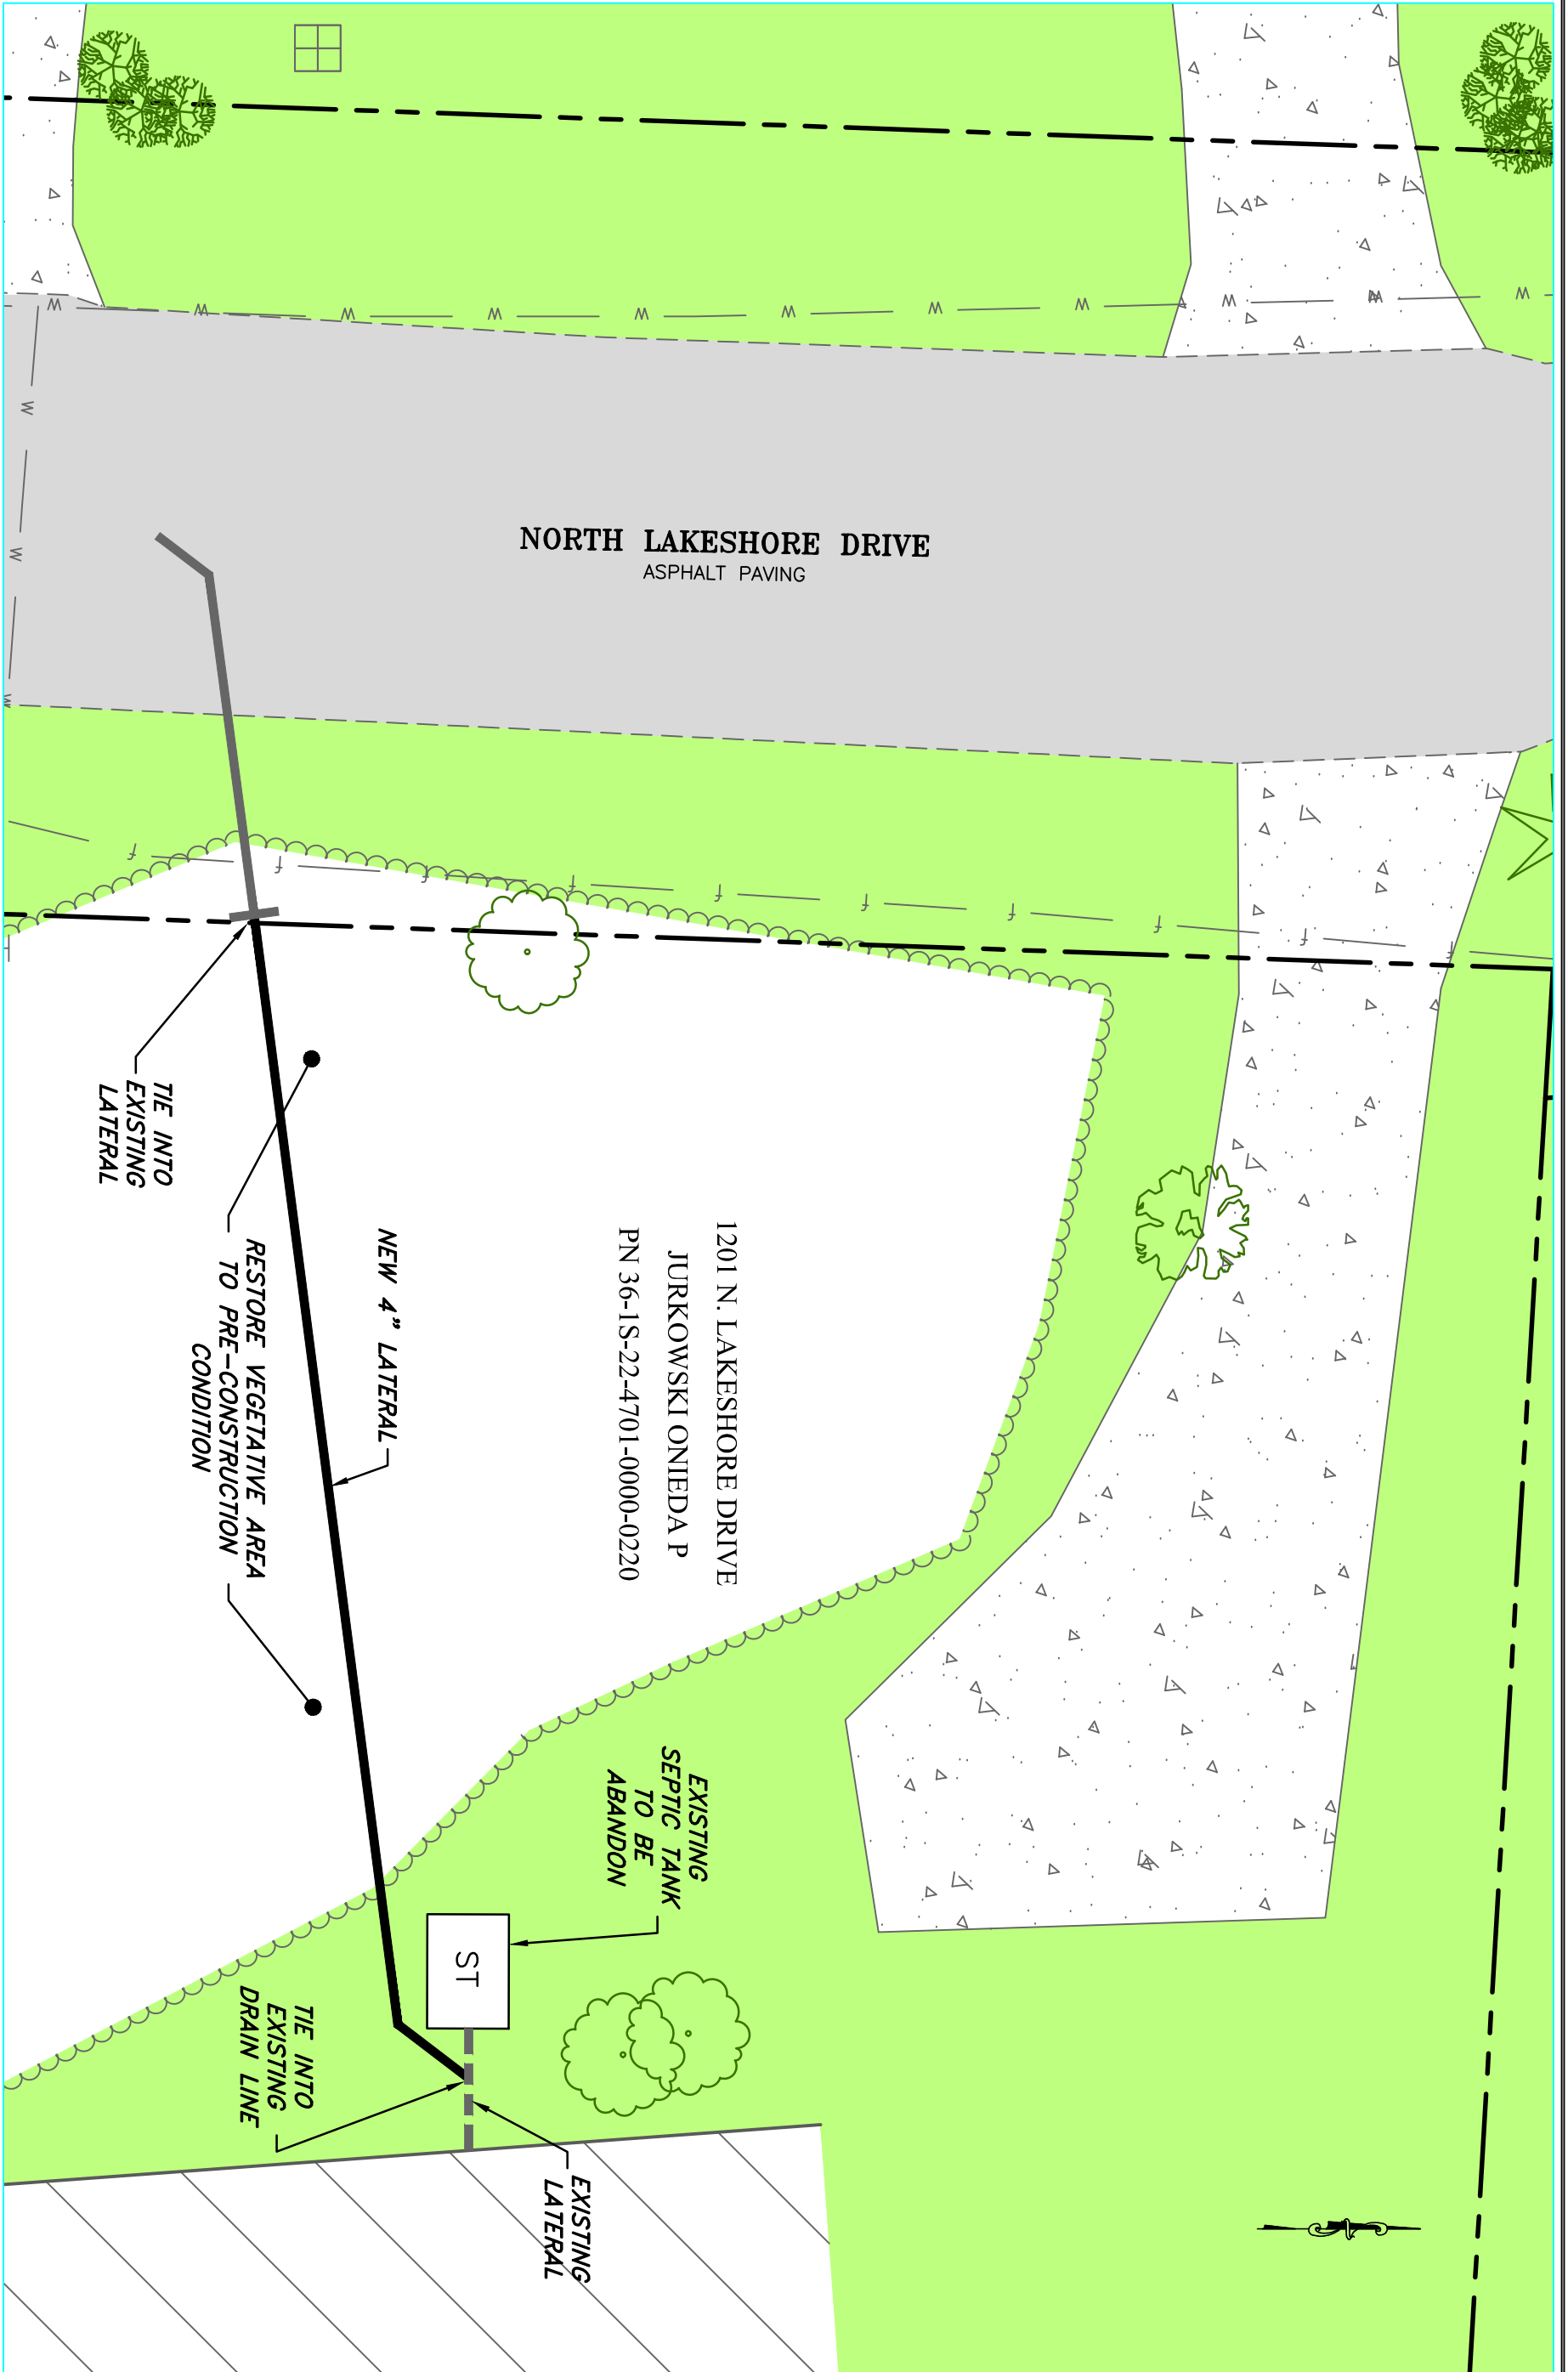 NORTH LAKESHORE DRIVE
ASPHALT PAVING
TIE INTO
EXISTING
LATERAL
RESTORE VEGETATIVE AREA
TO PRE-CONSTRUCTION
CONDITION
NEW 4" LATERAL
1201 N. LAKESHORE DRIVE
JURKOWSKI ONIEDA P
PN 36-1S-22-4701-0000-0220
EXISTING
SEPTIC TANK
TO BE
ABANDON
ST
TIE INTO
EXISTING
DRAIN LINE
EXISTING
LATERAL
W
W
W
W
W
W
W
W
W
W
W
W
W
W